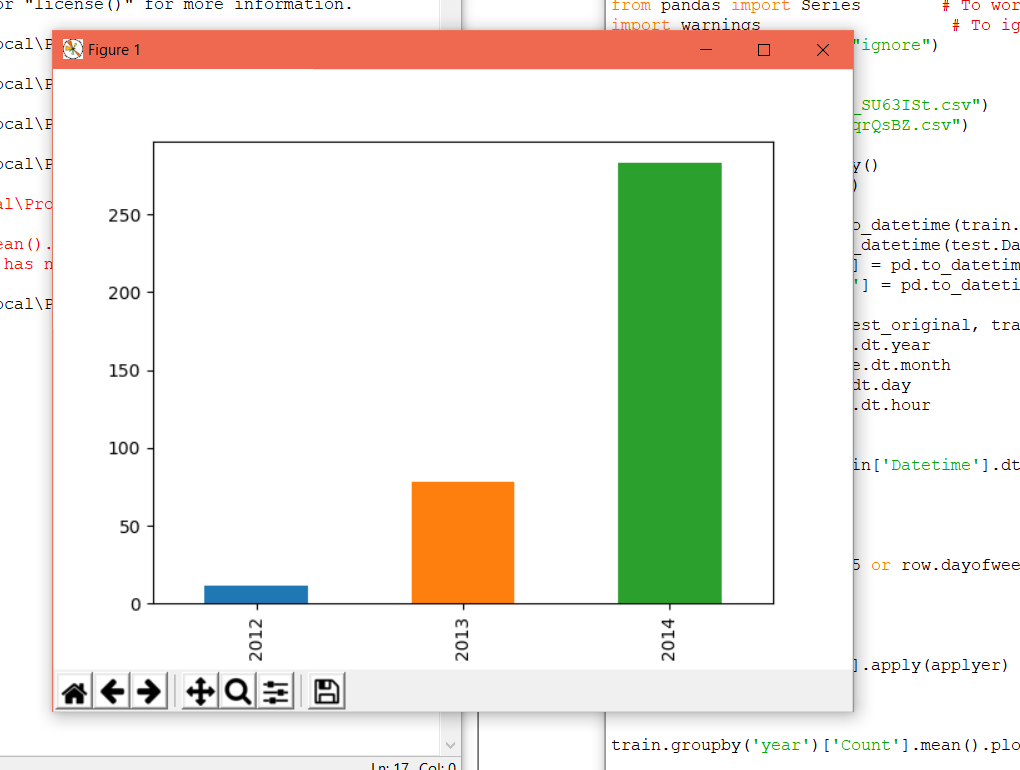 or "license()" for more information.
ocal\P
ocal\P
ocal\P
ocal\P
al\Pro
ean().
has n
ocal\P
Ln: 17 Col: 0
Figure 1
250
200
150
100
50
0
2012
2013
2014
from pandas import Series # To wor
import warnings # To ig
"ignore")
_SU63ISt.csv")
qrQsBZ.csv")
y()
)
o_datetime(train.
_datetime(test.Da
] = pd.to_datetim
'] = pd.to_dateti
est_original, tra
.dt.year
e.dt.month
dt.day
.dt.hour
in['Datetime'].dt
5 or row.dayofwee
].apply(applyer)
train.groupby('year')['Count'].mean().plo